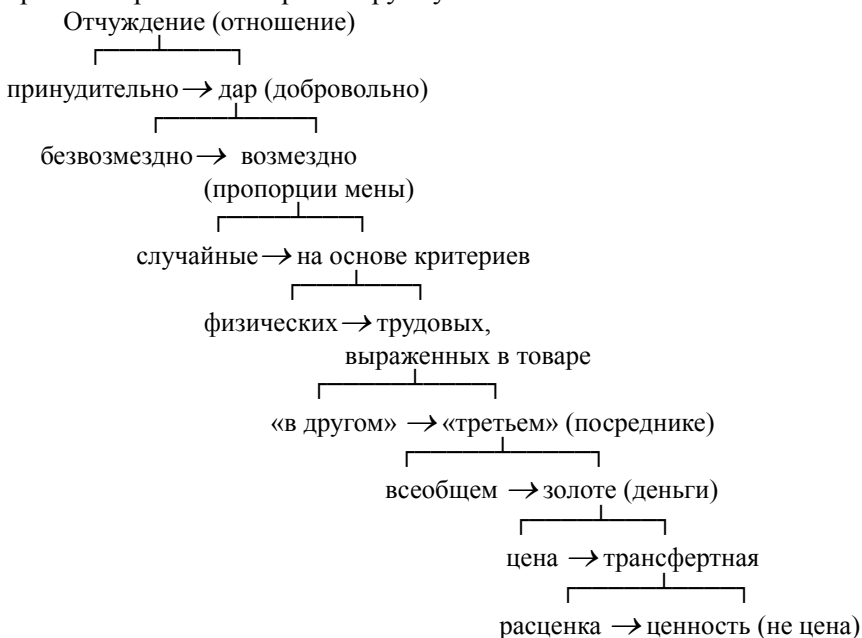 Отчуждение (отношение)
принудительно → дар (добровольно)
безвозмездно → возмездно
(пропорции мены)
случайные → на основе критериев
физических → трудовых,
выраженных в товаре
«в другом» → «третьем» (посреднике)
всеобщем → золоте (деньги)
цена → трансфертная
расценка → ценность (не цена)